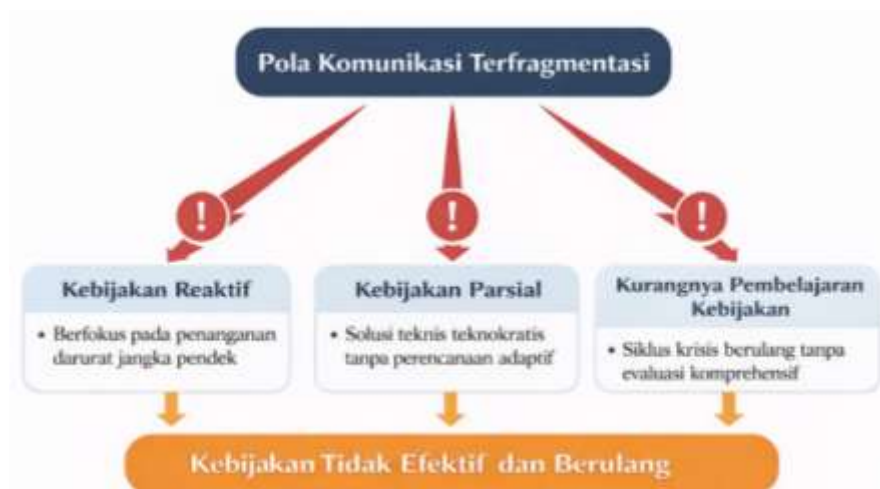 Pola Komunikasi Terfragmentasi
!
!
!
Kebijakan Reaktif
• Berfokus pada penanganan
darurat jangka pendek
Kebijakan Parsial
• Solusi teknis teknokratis
tanpa perencanaan adaptif
Kurangnya Pembelajaran
Kebijakan
• Siklus krisis berulang tanpa
evaluasi komprehensif
Kebijakan Tidak Efektif dan Berulang